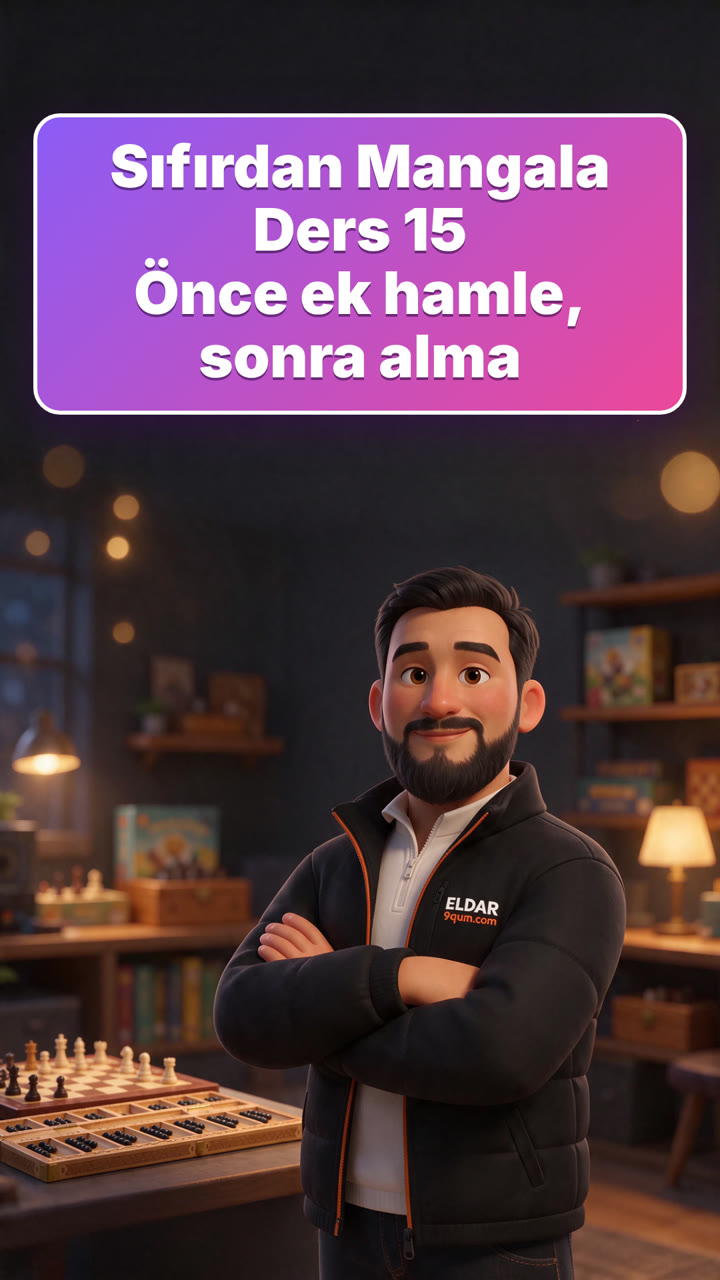 Sıfırdan Mangala
Ders 15
Önce ek hamle,
sonra alma
ELDAR
9qum.com